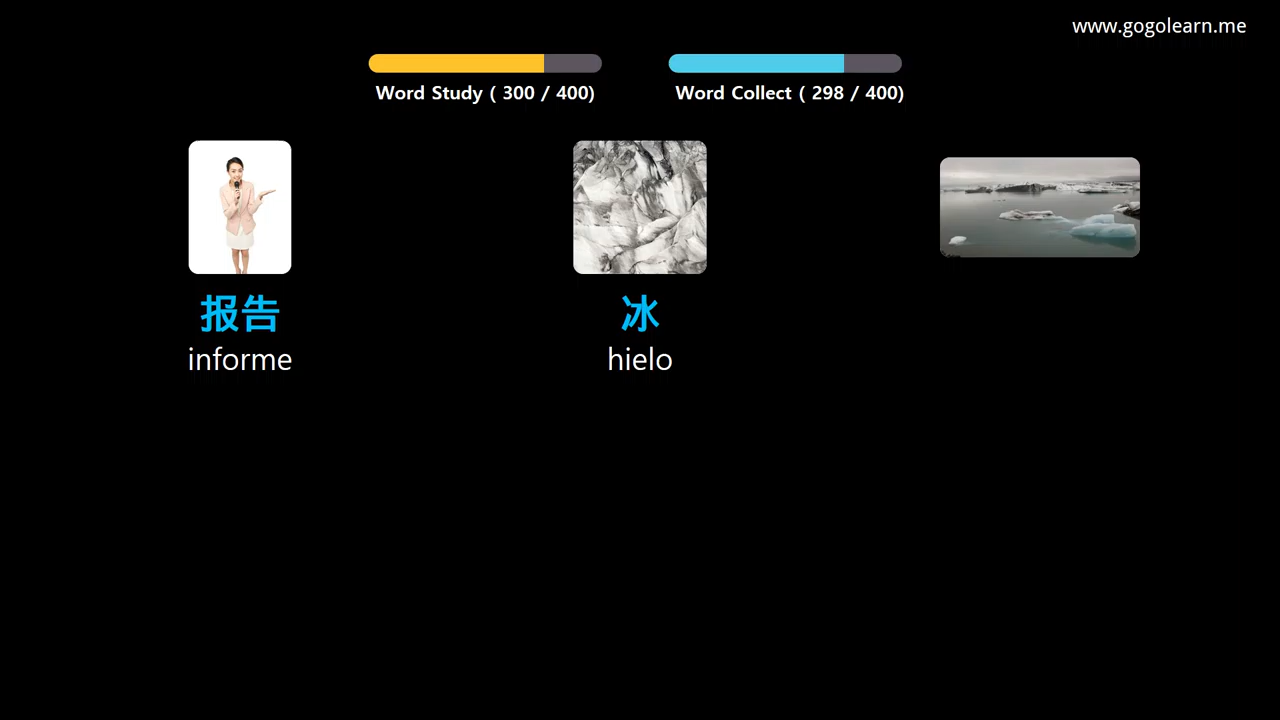 www.gogolearn.me
Word Study ( 300 / 400)
Word Collect ( 298 / 400)
报告
informe
冰
hielo